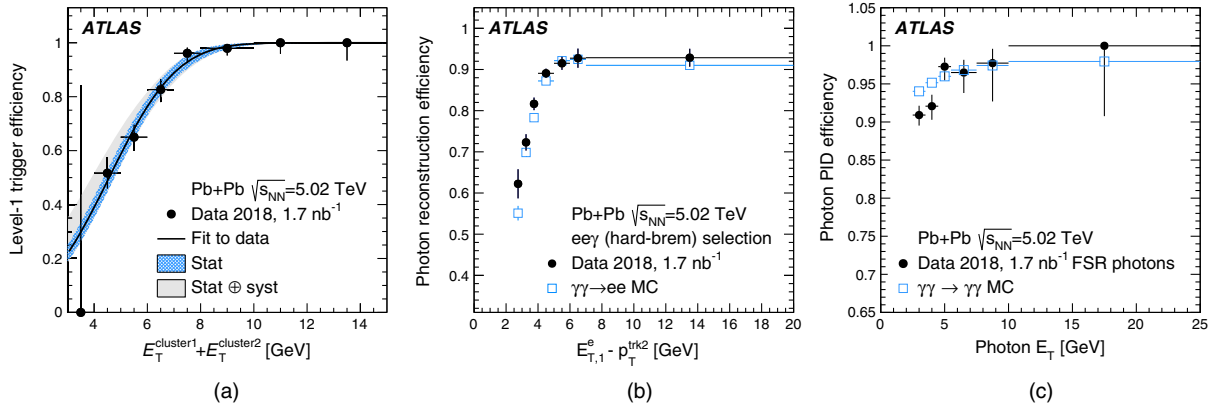 ATLAS
1
0.8
0.6
0.4
0.2
0
Level-1 trigger efficiency
Pb+Pb √s_NN=5.02 TeV
Data 2018, 1.7 nb⁻¹
Fit to data
Stat
Stat ⊕ syst
4 6 8 10 12 14
E_T^cluster1+E_T^cluster2 [GeV]
(a)
ATLAS
1
0.9
0.8
0.7
0.6
0.5
0.4
Photon reconstruction efficiency
Pb+Pb √s_NN=5.02 TeV
eeγ (hard-brem) selection
Data 2018, 1.7 nb⁻¹
γγ→ee MC
0 2 4 6 8 10 12 14 16 18 20
E_T,1^e - p_T^trk2 [GeV]
(b)
ATLAS
1.05
1
0.95
0.9
0.85
0.8
0.75
0.7
0.65
Photon PID efficiency
Pb+Pb √s_NN=5.02 TeV
Data 2018, 1.7 nb⁻¹ FSR photons
γγ → γγ MC
0 5 10 15 20 25
Photon E_T [GeV]
(c)